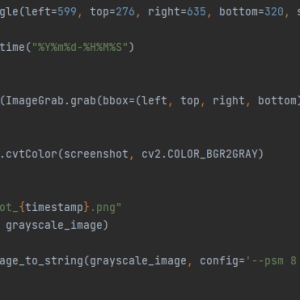 gle(left=599, top=276, right=635, bottom=320, s
time("%Y%m%d-%H%M%S")
(ImageGrab.grab(bbox=(left, top, right, bottom)
.cvtColor(screenshot, cv2.COLOR_BGR2GRAY)
ot_{timestamp}.png"
grayscale_image)
age_to_string(grayscale_image, config='--psm 8